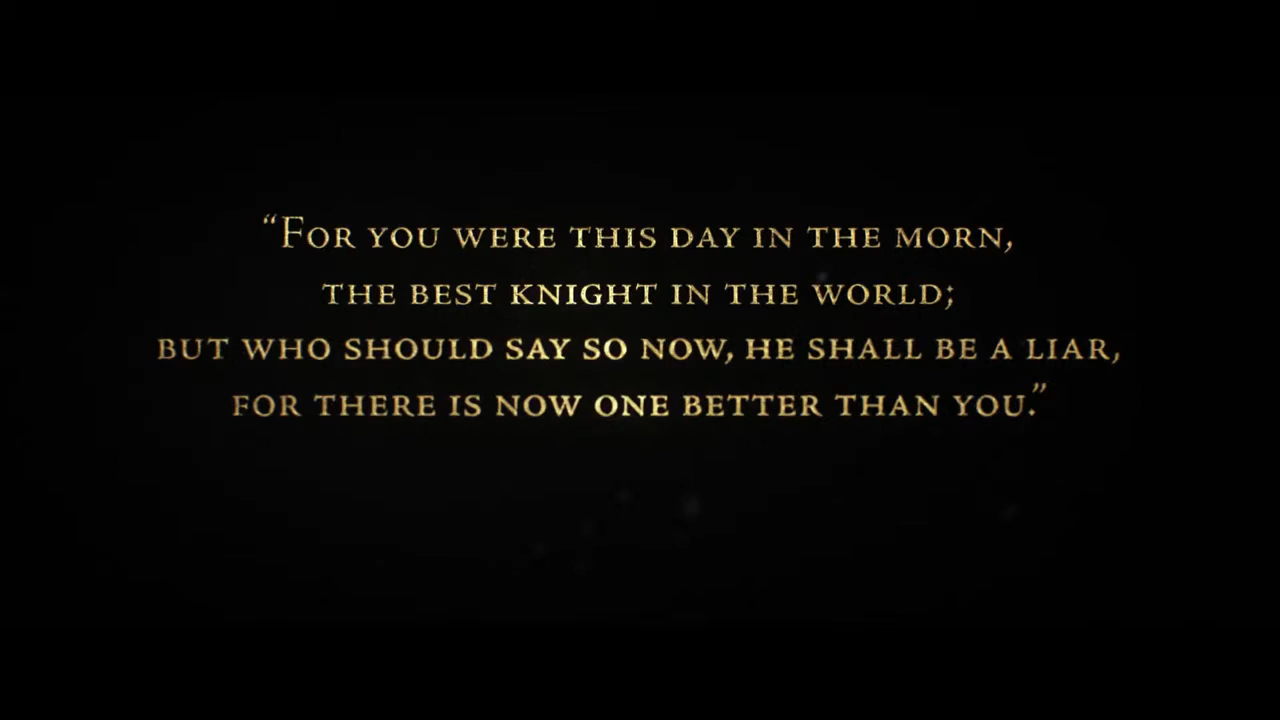 “For you were this day in the morn,
the best knight in the world;
but who should say so now, he shall be a liar,
for there is now one better than you.”